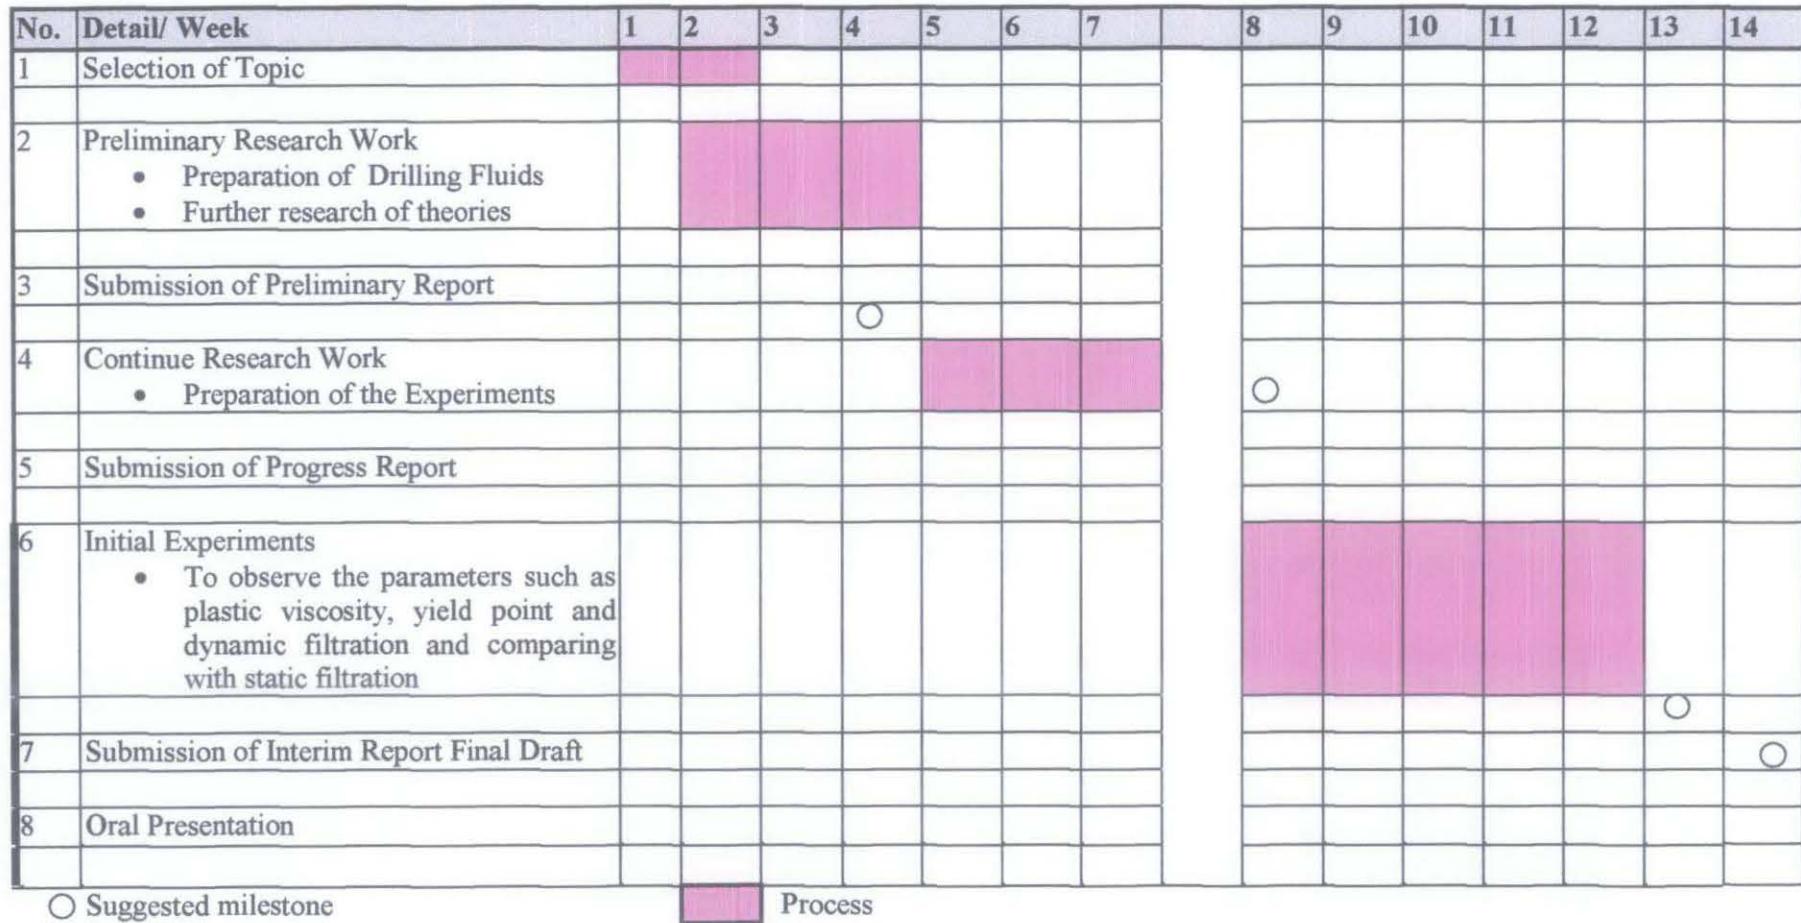 No. Detail/ Week 1 2 3 4 5 6 7 8 9 10 11 12 13 14
1 Selection of Topic
2 Preliminary Research Work
• Preparation of Drilling Fluids
• Further research of theories
3 Submission of Preliminary Report
4 Continue Research Work
• Preparation of the Experiments
5 Submission of Progress Report
6 Initial Experiments
• To observe the parameters such as
plastic viscosity, yield point and
dynamic filtration and comparing
with static filtration
7 Submission of Interim Report Final Draft
8 Oral Presentation
Suggested milestone Process